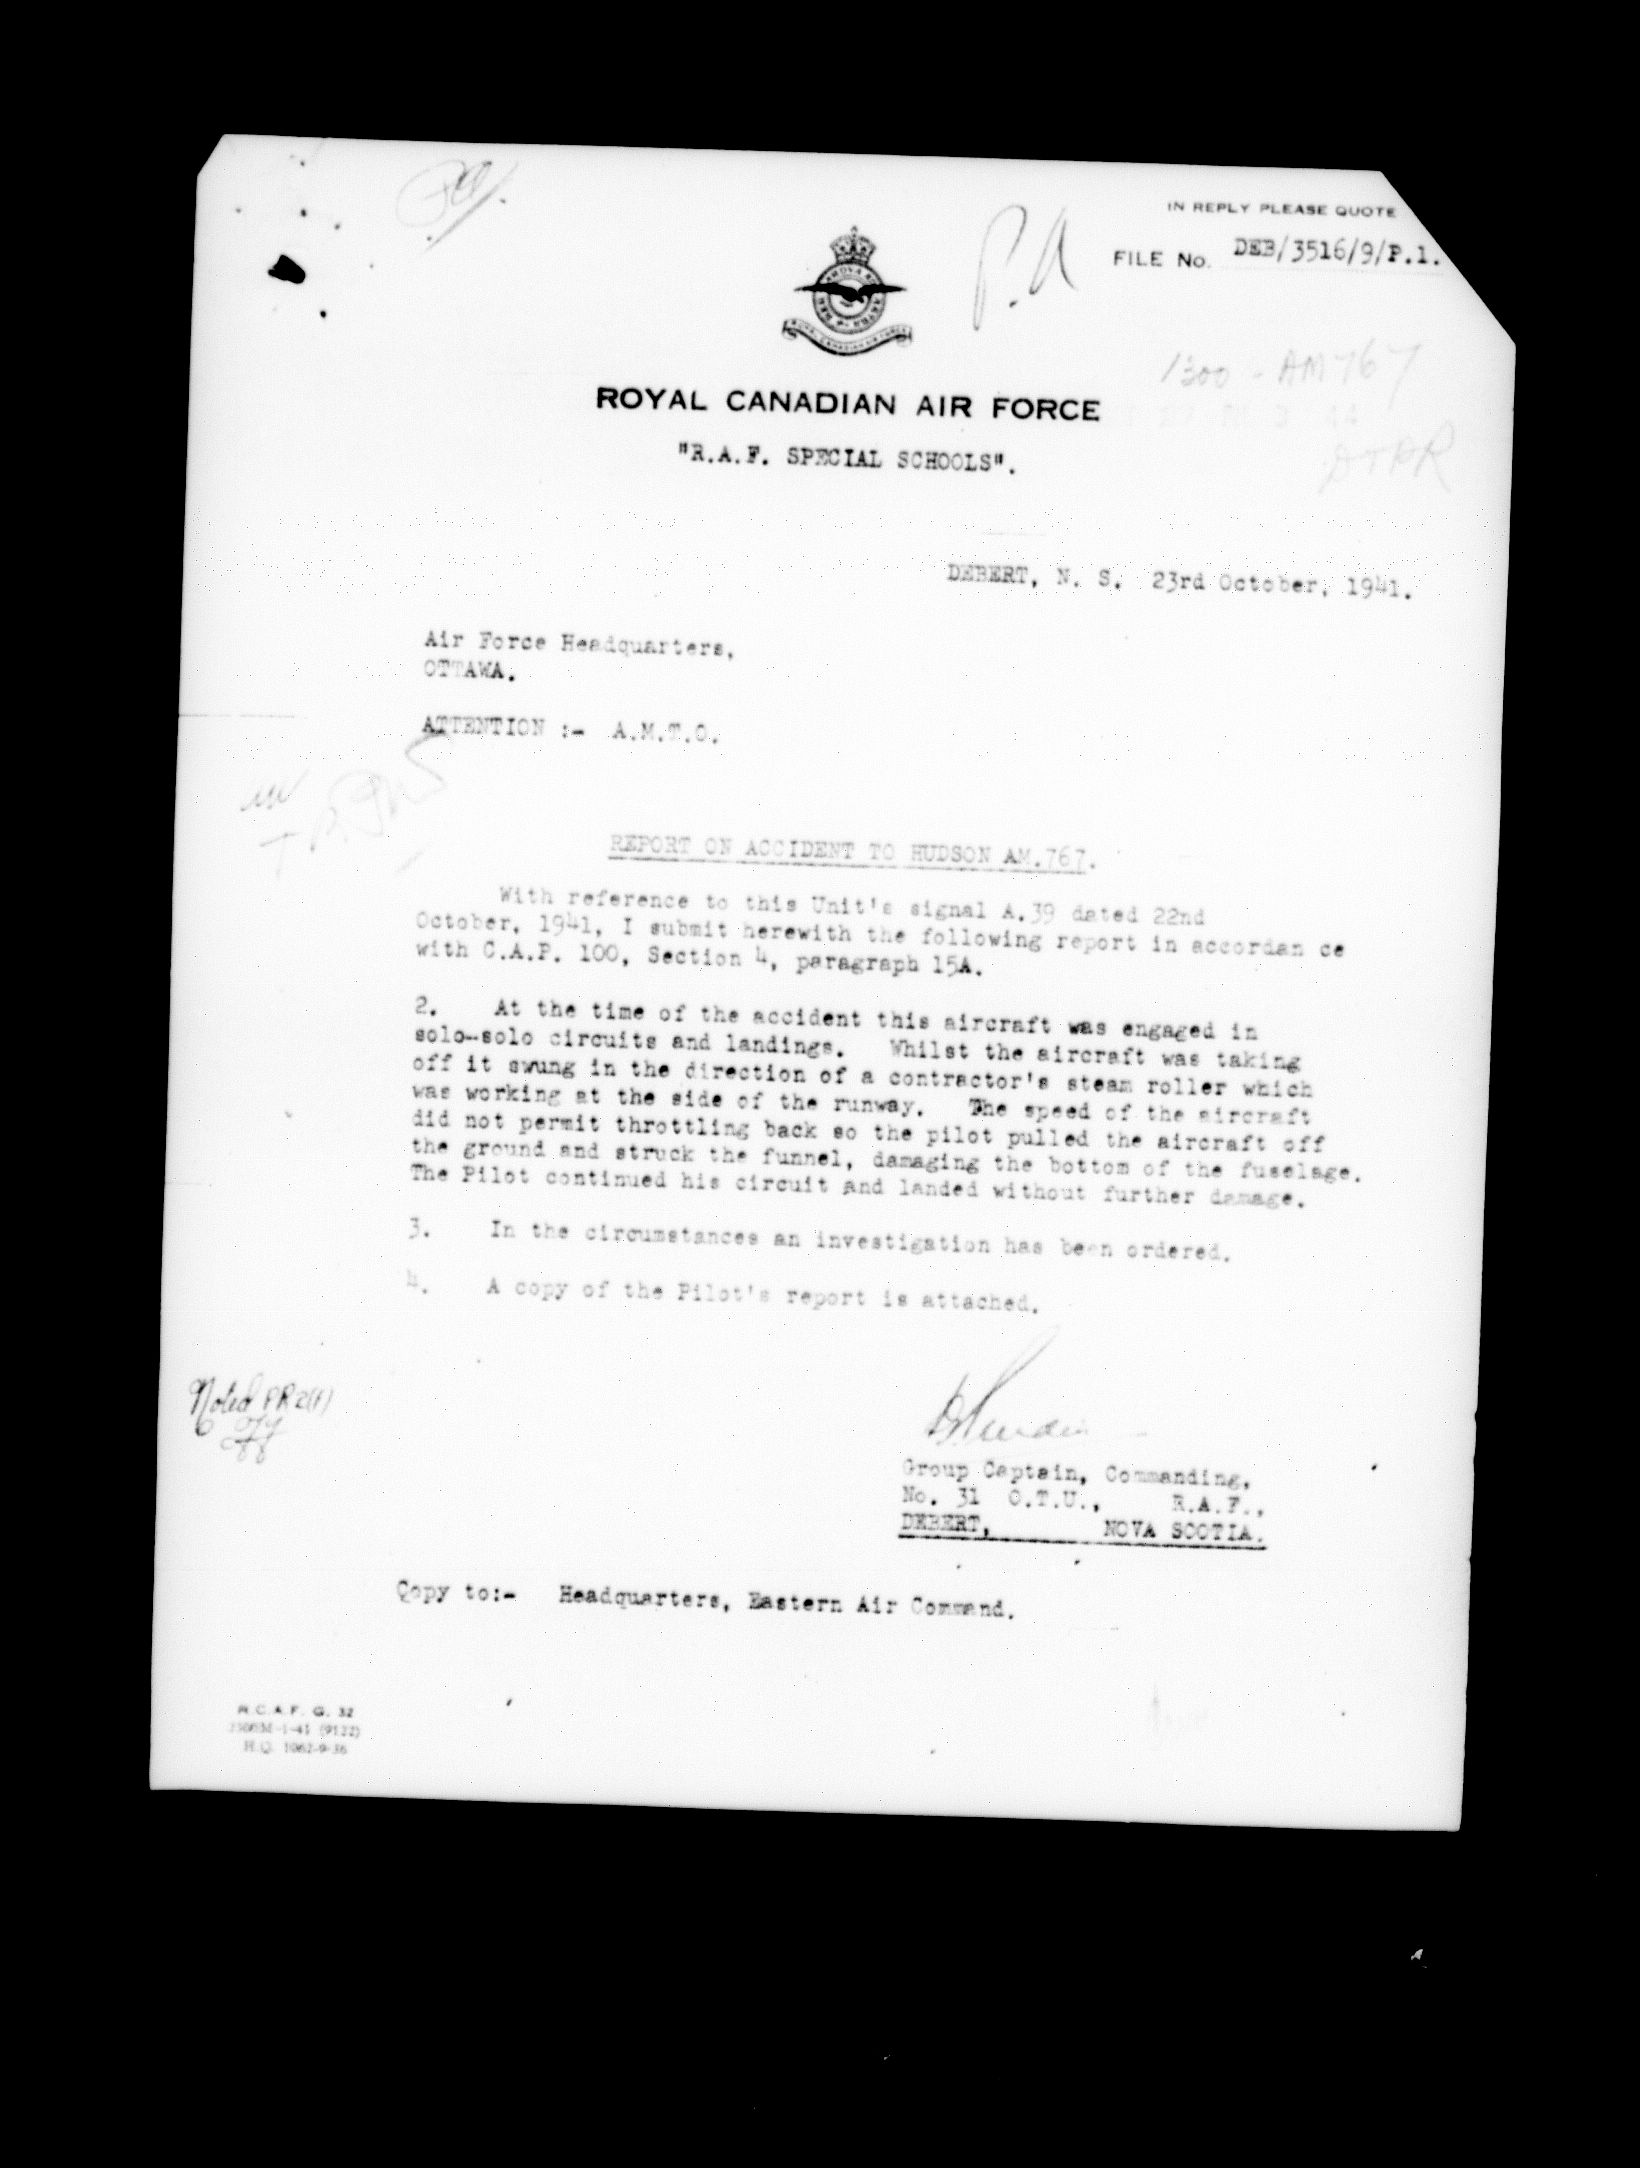 P.A
IN REPLY PLEASE QUOTE
FILE No. DEB/3516/9/P.1.
1300 - AM767
ROYAL CANADIAN AIR FORCE
"R.A.F. SPECIAL SCHOOLS".
DEBERT, N. S. 23rd October, 1941.
Air Force Headquarters,
OTTAWA.
ATTENTION :- A.M.T.O.
REPORT ON ACCIDENT TO HUDSON AM.767.
With reference to this Unit's signal A.39 dated 22nd
October, 1941, I submit herewith the following report in accordan ce
with C.A.P. 100, Section 4, paragraph 15A.
2. At the time of the accident this aircraft was engaged in
solo-solo circuits and landings. Whilst the aircraft was taking
off it swung in the direction of a contractor's steam roller which
was working at the side of the runway. The speed of the aircraft
did not permit throttling back so the pilot pulled the aircraft off
the ground and struck the funnel, damaging the bottom of the fuselage.
The Pilot continued his circuit and landed without further damage.
3. In the circumstances an investigation has been ordered.
4. A copy of the Pilot's report is attached.
Noted PR2(f)
Group Captain, Commanding,
No. 31 O.T.U., R.A.F.,
DEBERT, NOVA SCOTIA.
Copy to:- Headquarters, Eastern Air Command.
R.C.A.F. G. 32
H.Q. 1062-9-36